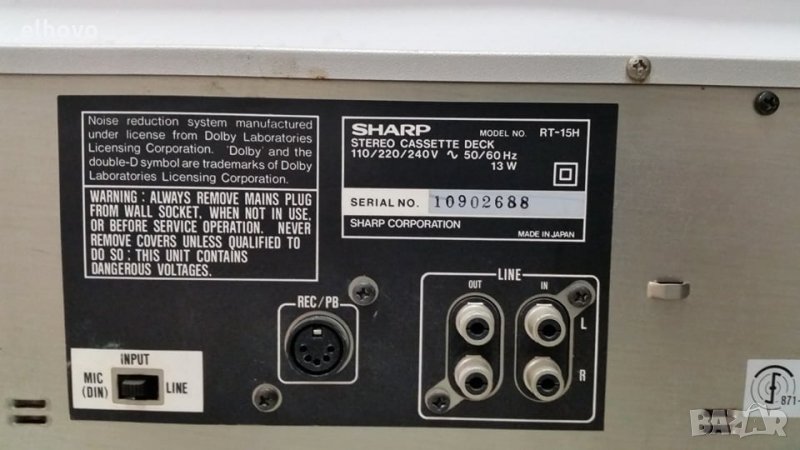 elbovo
Noise reduction system manufactured
under license from Dolby Laboratories
Licensing Corporation. 'Dolby' and the
double-D symbol are trademarks of Dolby
Laboratories Licensing Corporation.
WARNING : ALWAYS REMOVE MAINS PLUG
FROM WALL SOCKET, WHEN NOT IN USE,
OR BEFORE SERVICE OPERATION. NEVER
REMOVE COVERS UNLESS QUALIFIED TO
DO SO : THIS UNIT CONTAINS
DANGEROUS VOLTAGES.
SHARP MODEL NO. RT-15H
STEREO CASSETTE DECK
110/220/240V ∿ 50/60 Hz
13 W
SERIAL NO. 10902688
SHARP CORPORATION
MADE IN JAPAN
LINE
OUT IN
L
R
REC/PB
INPUT
MIC
(DIN)
LINE
871-
BAZAR